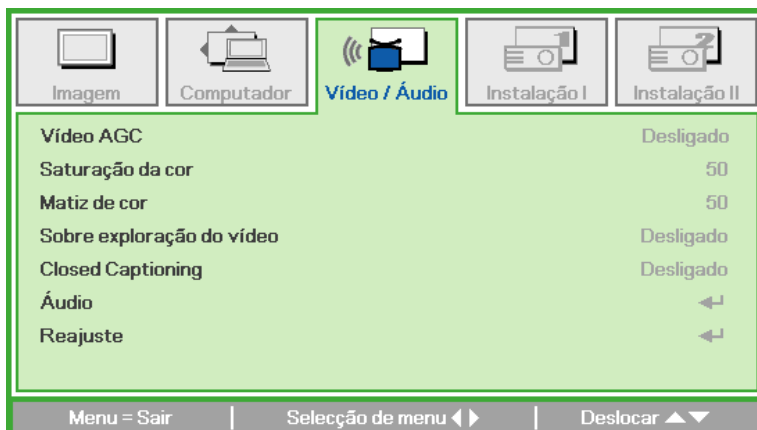 Imagem
Computador
Vídeo / Áudio
Instalação I
Instalação II
Vídeo AGC Desligado
Saturação da cor 50
Matiz de cor 50
Sobre exploração do vídeo Desligado
Closed Captioning Desligado
Áudio
Reajuste
Menu = Sair
Selecção de menu
Deslocar